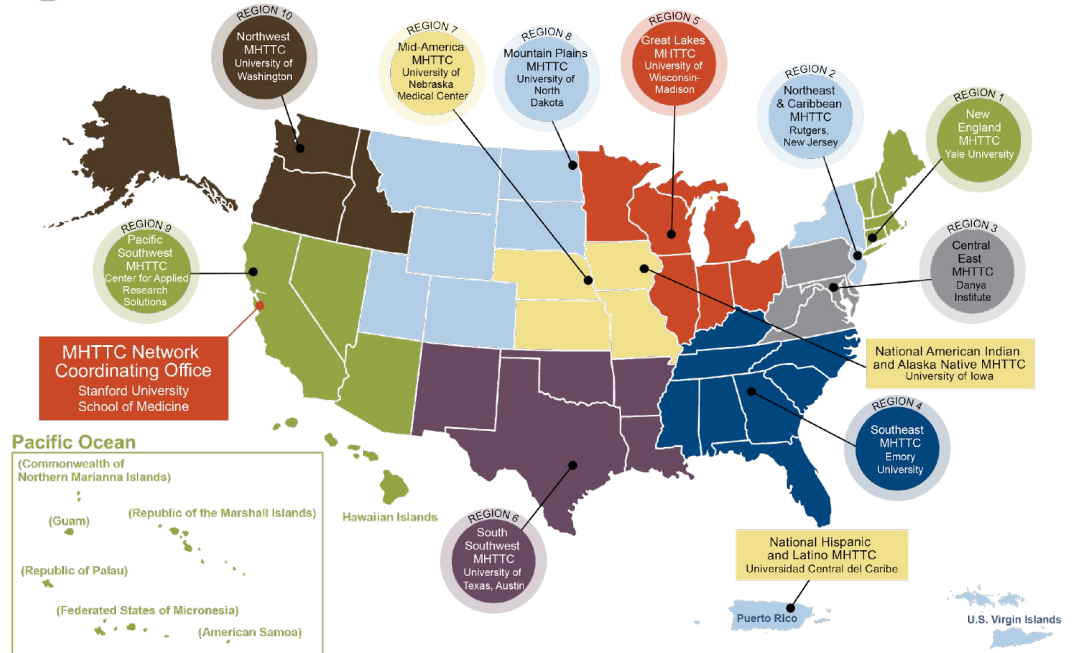 REGION 10
Northwest
MHTTC
University of
Washington
REGION 7
Mid-America
MHTTC
University of
Nebraska
Medical Center
REGION 8
Mountain Plains
MHTTC
University of
North
Dakota
REGION 5
Great Lakes
MHTTC
University of
Wisconsin-
Madison
REGION 2
Northeast
& Caribbean
MHTTC
Rutgers,
New Jersey
REGION 1
New
England
MHTTC
Yale University
REGION 9
Pacific
Southwest
MHTTC
Center for Applied
Research
Solutions
REGION 3
Central
East
MHTTC
Danya
Institute
MHTTC Network
Coordinating Office
Stanford University
School of Medicine
National American Indian
and Alaska Native MHTTC
University of Iowa
REGION 4
Southeast
MHTTC
Emory
University
Pacific Ocean
(Commonwealth of
Northern Marianna Islands)
(Guam)
(Republic of the Marshall Islands)
(Republic of Palau)
(Federated States of Micronesia)
(American Samoa)
Hawaiian Islands
REGION 6
South
Southwest
MHTTC
University of
Texas, Austin
National Hispanic
and Latino MHTTC
Universidad Central del Caribe
Puerto Rico
U.S. Virgin Islands